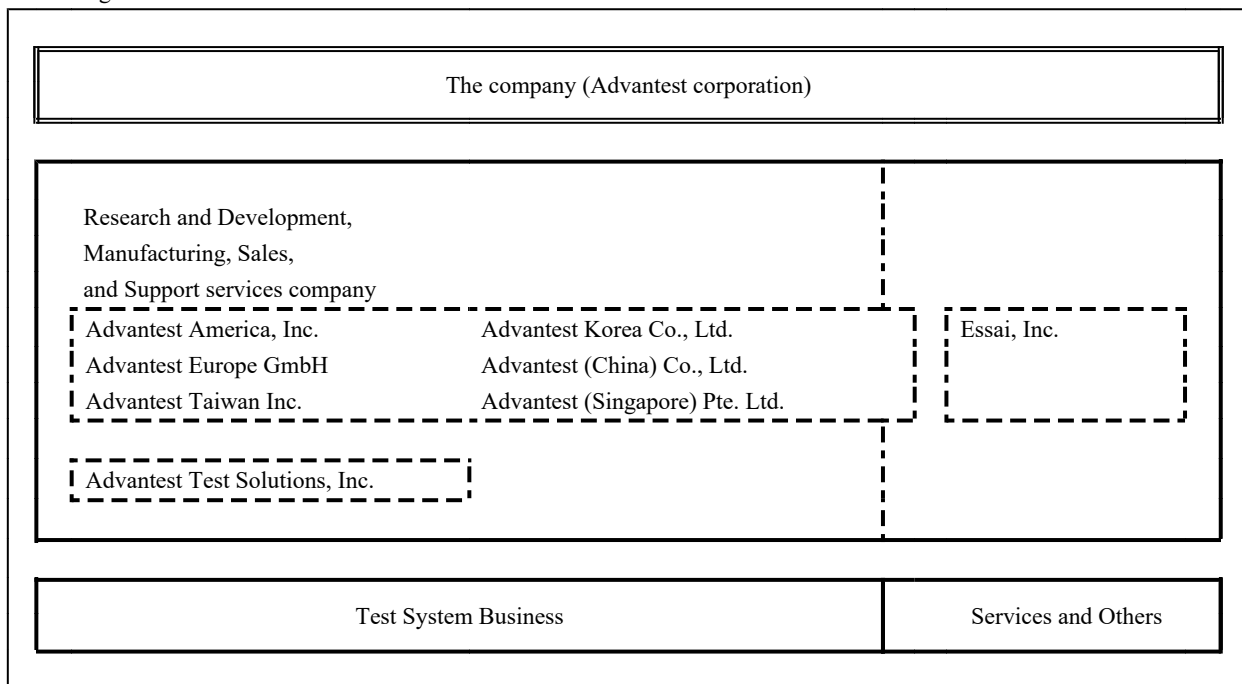 The company (Advantest corporation)
Research and Development,
Manufacturing, Sales,
and Support services company
Advantest America, Inc. Advantest Korea Co., Ltd. Essai, Inc.
Advantest Europe GmbH Advantest (China) Co., Ltd.
Advantest Taiwan Inc. Advantest (Singapore) Pte. Ltd.
Advantest Test Solutions, Inc.
Test System Business Services and Others